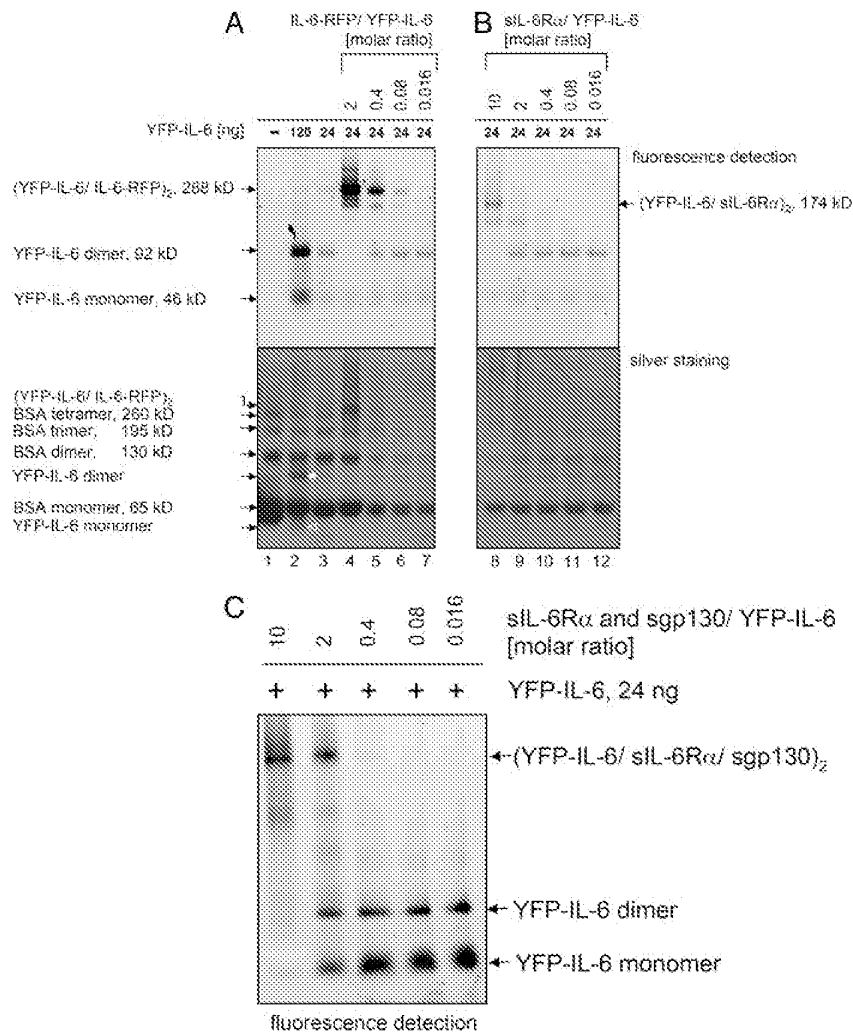 A
IL-6-RFP/ YFP-IL-6
[molar ratio]
2 0.4 0.08 0.016
YFP-IL-6 [ng] – 120 24 24 24 24 24
(YFP-IL-6/ IL-6-RFP)2, 288 kD
YFP-IL-6 dimer, 92 kD
YFP-IL-6 monomer, 46 kD
(YFP-IL-6/ IL-6-RFP)2
BSA tetramer, 260 kD
BSA trimer, 195 kD
BSA dimer, 130 kD
YFP-IL-6 dimer
BSA monomer, 65 kD
YFP-IL-6 monomer
1 2 3 4 5 6 7
B
sIL-6Rα/ YFP-IL-6
[molar ratio]
10 2 0.4 0.08 0.016
24 24 24 24 24
fluorescence detection
(YFP-IL-6/ sIL-6Rα)2, 174 kD
silver staining
8 9 10 11 12
C
10 2 0.4 0.08 0.016
sIL-6Rα and sgp130/ YFP-IL-6
[molar ratio]
+ + + + +
YFP-IL-6, 24 ng
(YFP-IL-6/ sIL-6Rα/ sgp130)2
YFP-IL-6 dimer
YFP-IL-6 monomer
fluorescence detection